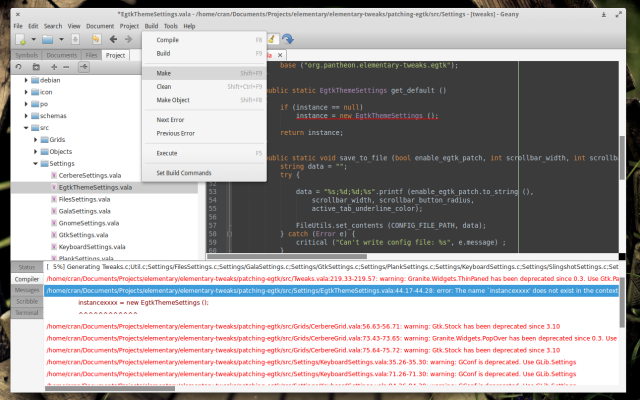 *EgtkThemeSettings.vala - /home/cran/Documents/Projects/elementary/elementary-tweaks/patching-egtk/src/Settings - [tweaks] - Geany
File Edit Search View Document Project Build Tools Help
Symbols Documents Files Project
debian
icon
po
schemas
src
Grids
Objects
Settings
CerbereSettings.vala
EgtkThemeSettings.vala
FilesSettings.vala
GalaSettings.vala
GnomeSettings.vala
GtkSettings.vala
KeyboardSettings.vala
PlankSettings.vala
Compile F8
Build F9
Make Shift+F9
Clean Shift+Ctrl+F9
Make Object Shift+F8
Next Error
Previous Error
Execute F5
Set Build Commands
base ("org.pantheon.elementary-tweaks.egtk");
public static EgtkThemeSettings get_default ()
if (instance == null)
instance = new EgtkThemeSettings ();
return instance;
public static void save_to_file (bool enable_egtk_patch, int scrollbar_width, int scrollba
string data = "";
try {
52
53 data = "%s;%d;%d;%s".printf (enable_egtk_patch.to_string (),
54 scrollbar_width, scrollbar_button_radius,
55 active_tab_underline_color);
56
57 FileUtils.set_contents (CONFIG_FILE_PATH, data);
58 } catch (Error e) {
59 critical ("Can't write config file: %s", e.message) ;
60 }
Status
Compiler
Messages
Scribble
Terminal
[ 5%] Generating Tweaks.c;Util.c;Settings/FilesSettings.c;Settings/GalaSettings.c;Settings/GtkSettings.c;Settings/PlankSettings.c;Settings/KeyboardSettings.c;Settings/SlingshotSettings.c;Sett
/home/cran/Documents/Projects/elementary/elementary-tweaks/patching-egtk/src/Tweaks.vala:219.33-219.57: warning: Granite.Widgets.ThinPaned has been deprecated since 0.3. Use Gtk.Pa
/home/cran/Documents/Projects/elementary/elementary-tweaks/patching-egtk/src/Settings/EgtkThemeSettings.vala:44.17-44.28: error: The name `instancexxxx' does not exist in the context
instancexxxx = new EgtkThemeSettings ();
^^^^^^^^^^^^
/home/cran/Documents/Projects/elementary/elementary-tweaks/patching-egtk/src/Grids/CerbereGrid.vala:56.63-56.71: warning: Gtk.Stock has been deprecated since 3.10
/home/cran/Documents/Projects/elementary/elementary-tweaks/patching-egtk/src/Grids/CerbereGrid.vala:73.43-73.65: warning: Granite.Widgets.PopOver has been deprecated since 0.3. Use
/home/cran/Documents/Projects/elementary/elementary-tweaks/patching-egtk/src/Grids/CerbereGrid.vala:75.64-75.72: warning: Gtk.Stock has been deprecated since 3.10
/home/cran/Documents/Projects/elementary/elementary-tweaks/patching-egtk/src/Settings/KeyboardSettings.vala:35.26-35.30: warning: GConf is deprecated. Use GLib.Settings
/home/cran/Documents/Projects/elementary/elementary-tweaks/patching-egtk/src/Settings/KeyboardSettings.vala:71.26-71.30: warning: GConf is deprecated. Use GLib.Settings